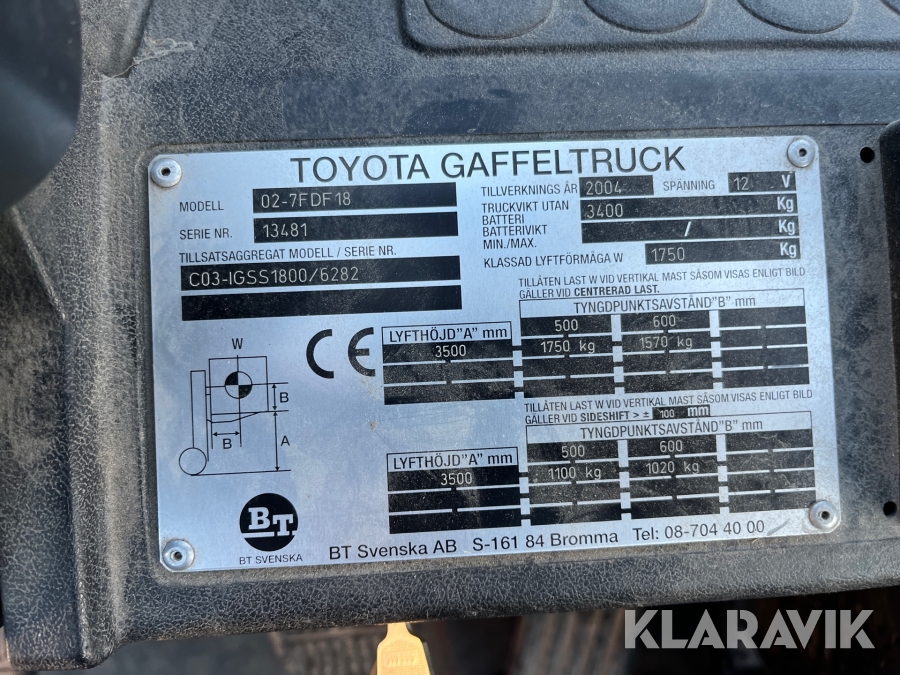 TOYOTA GAFFELTRUCK
MODELL 02-7FDF18
SERIE NR. 13481
TILLSATSAGGREGAT MODELL / SERIE NR.
C03-IGSS1800/6282
TILLVERKNINGS ÅR 2004 SPÄNNING 12 V
TRUCKVIKT UTAN BATTERI 3400 Kg
BATTERIVIKT MIN./MAX. / Kg
KLASSAD LYFTFÖRMÅGA W 1750 Kg
TILLÅTEN LAST W VID VERTIKAL MAST SÅSOM VISAS ENLIGT BILD
GÄLLER VID CENTRERAD LAST.
TYNGDPUNKTSAVSTÅND"B" mm
LYFTHÖJD"A" mm 500 600
3500 1750 kg 1570 kg
TILLÅTEN LAST W VID VERTIKAL MAST SÅSOM VISAS ENLIGT BILD
GÄLLER VID SIDESHIFT > ± 100 mm
TYNGDPUNKTSAVSTÅND"B" mm
LYFTHÖJD"A" mm 500 600
3500 1100 kg 1020 kg
CE
W
B
B
A
BT
BT SVENSKA
BT Svenska AB S-161 84 Bromma Tel: 08-704 40 00
KLARAVIK